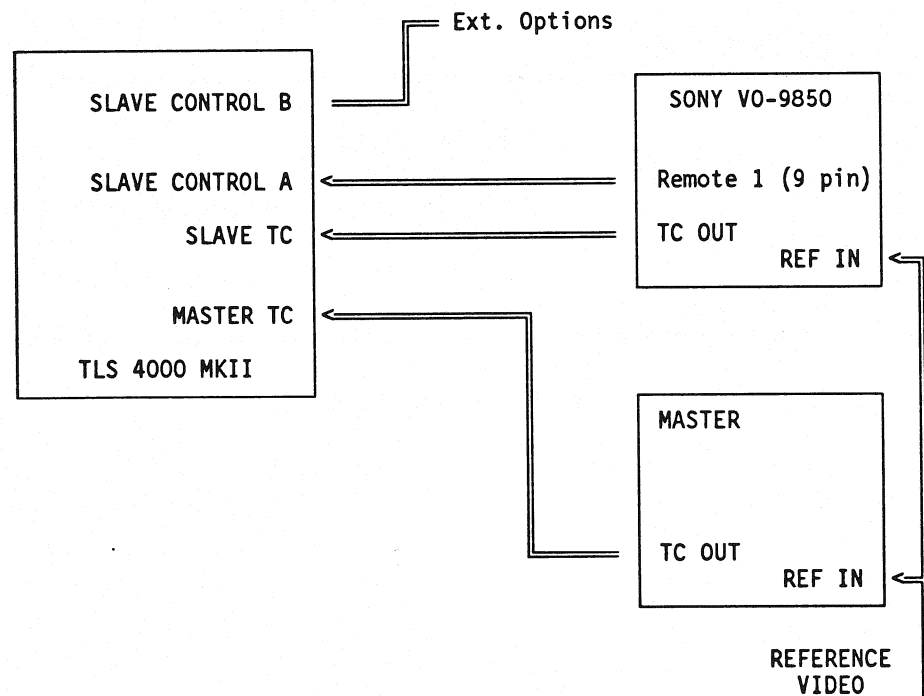 Ext. Options
SLAVE CONTROL B
SLAVE CONTROL A
SLAVE TC
MASTER TC
TLS 4000 MKII
SONY VO-9850
Remote 1 (9 pin)
TC OUT
REF IN
MASTER
TC OUT
REF IN
REFERENCE
VIDEO